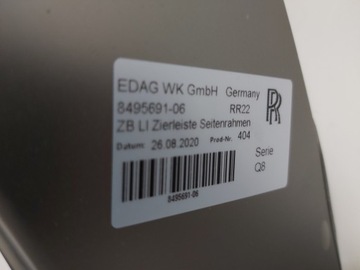 EDAG WK GmbH Germany
8495691-06 RR22
ZB LI Zierleiste Seitenrahmen
Datum: 26.08.2020 Prod-Nr. 404
Serie
Q8
8495691-06
RR